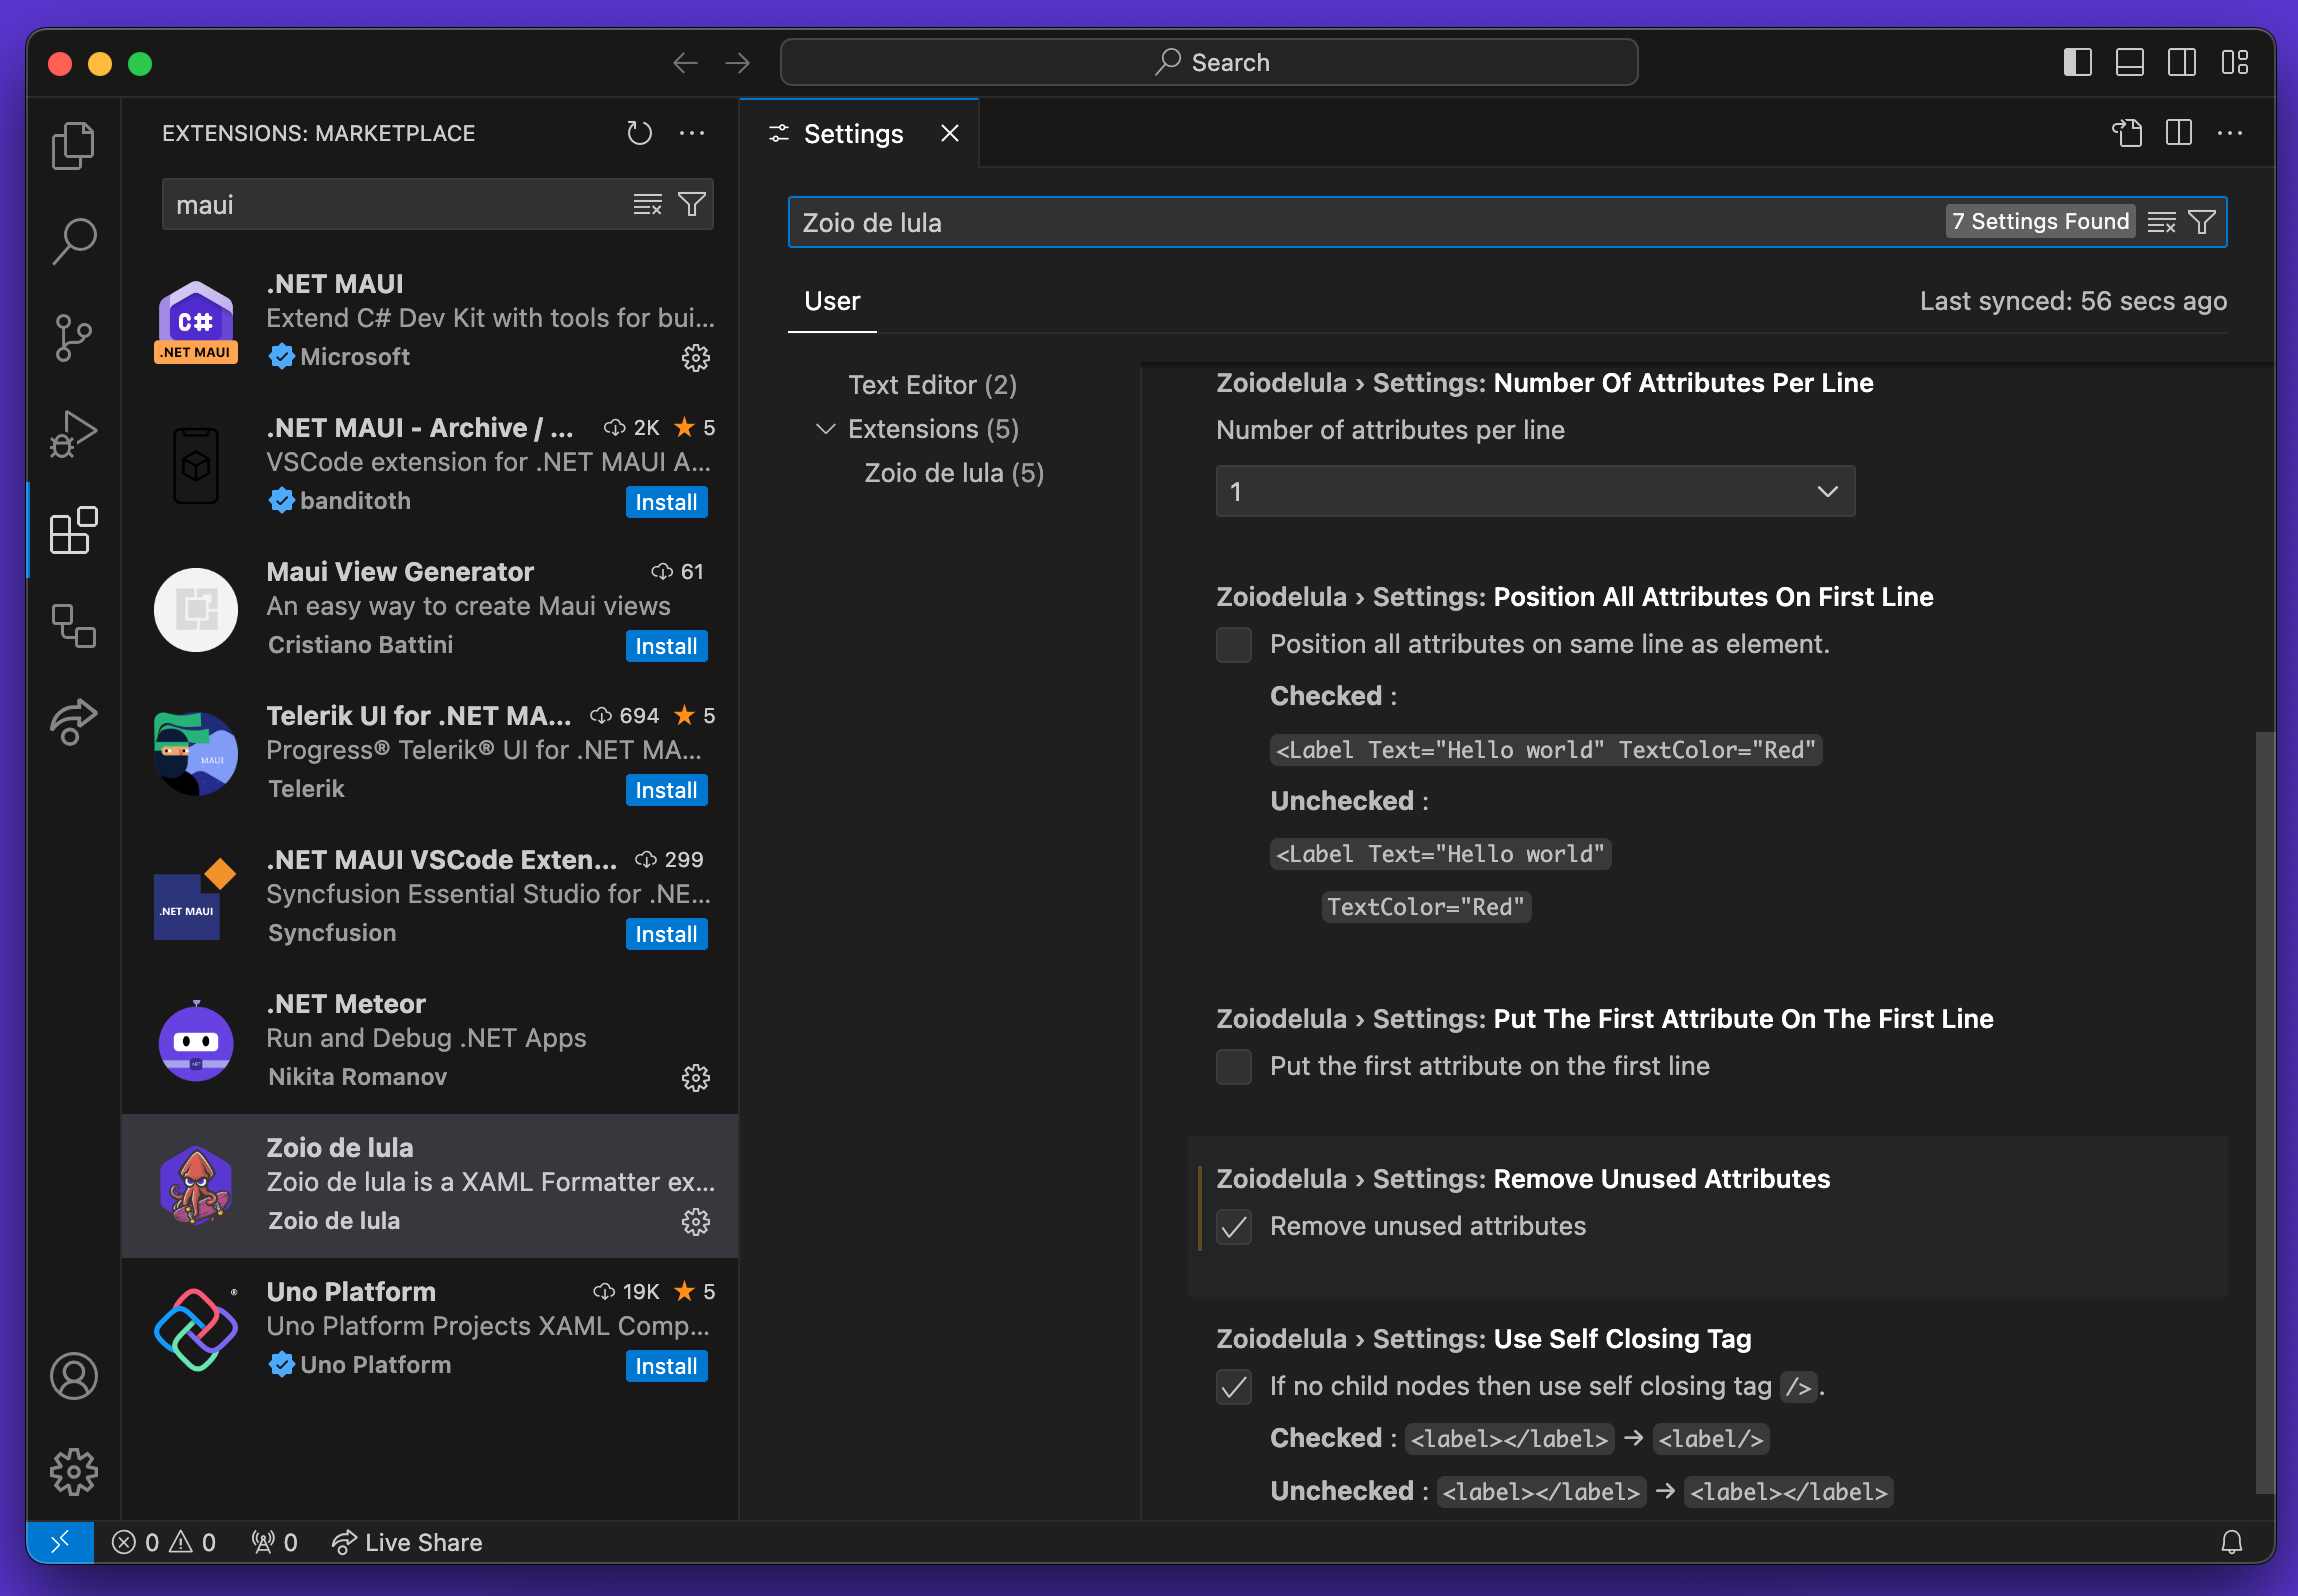 Search
EXTENSIONS: MARKETPLACE
maui
C#
.NET MAUI
.NET MAUI
Extend C# Dev Kit with tools for bui...
Microsoft
.NET MAUI - Archive / ... 2K 5
VSCode extension for .NET MAUI A...
banditoth
Install
Maui View Generator 61
An easy way to create Maui views
Cristiano Battini
Install
Telerik UI for .NET MA... 694 5
Progress® Telerik® UI for .NET MA...
MAUI
Telerik
Install
.NET MAUI VSCode Exten... 299
Syncfusion Essential Studio for .NE...
.NET MAUI
Syncfusion
Install
.NET Meteor
Run and Debug .NET Apps
Nikita Romanov
Zoio de lula
Zoio de lula is a XAML Formatter ex...
Zoio de lula
Uno Platform 19K 5
Uno Platform Projects XAML Comp...
Uno Platform
Install
Settings
Zoio de lula
7 Settings Found
User
Last synced: 56 secs ago
Text Editor (2)
Extensions (5)
Zoio de lula (5)
Zoiodelula › Settings: Number Of Attributes Per Line
Number of attributes per line
1
Zoiodelula › Settings: Position All Attributes On First Line
Position all attributes on same line as element.
Checked :
<Label Text="Hello world" TextColor="Red"
Unchecked :
<Label Text="Hello world"
TextColor="Red"
Zoiodelula › Settings: Put The First Attribute On The First Line
Put the first attribute on the first line
Zoiodelula › Settings: Remove Unused Attributes
Remove unused attributes
Zoiodelula › Settings: Use Self Closing Tag
If no child nodes then use self closing tag />.
Checked : <label></label> → <label/>
Unchecked : <label></label> → <label></label>
0 0 0 Live Share